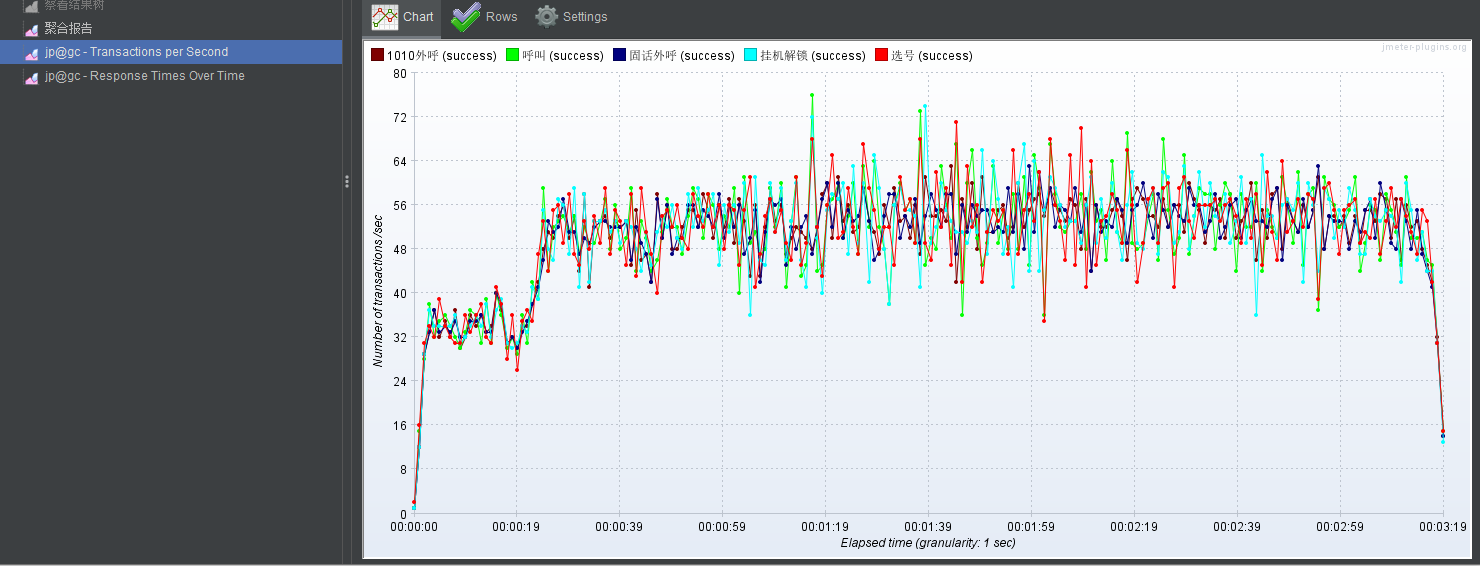 察看结果树
聚合报告
jp@gc - Transactions per Second
jp@gc - Response Times Over Time
Chart Rows Settings
jmeter-plugins.org
1010外呼 (success) 呼叫 (success) 固话外呼 (success) 挂机解锁 (success) 选号 (success)
80
72
64
56
48
40
32
24
16
8
0
Number of transactions /sec
00:00:00 00:00:19 00:00:39 00:00:59 00:01:19 00:01:39 00:01:59 00:02:19 00:02:39 00:02:59 00:03:19
Elapsed time (granularity: 1 sec)